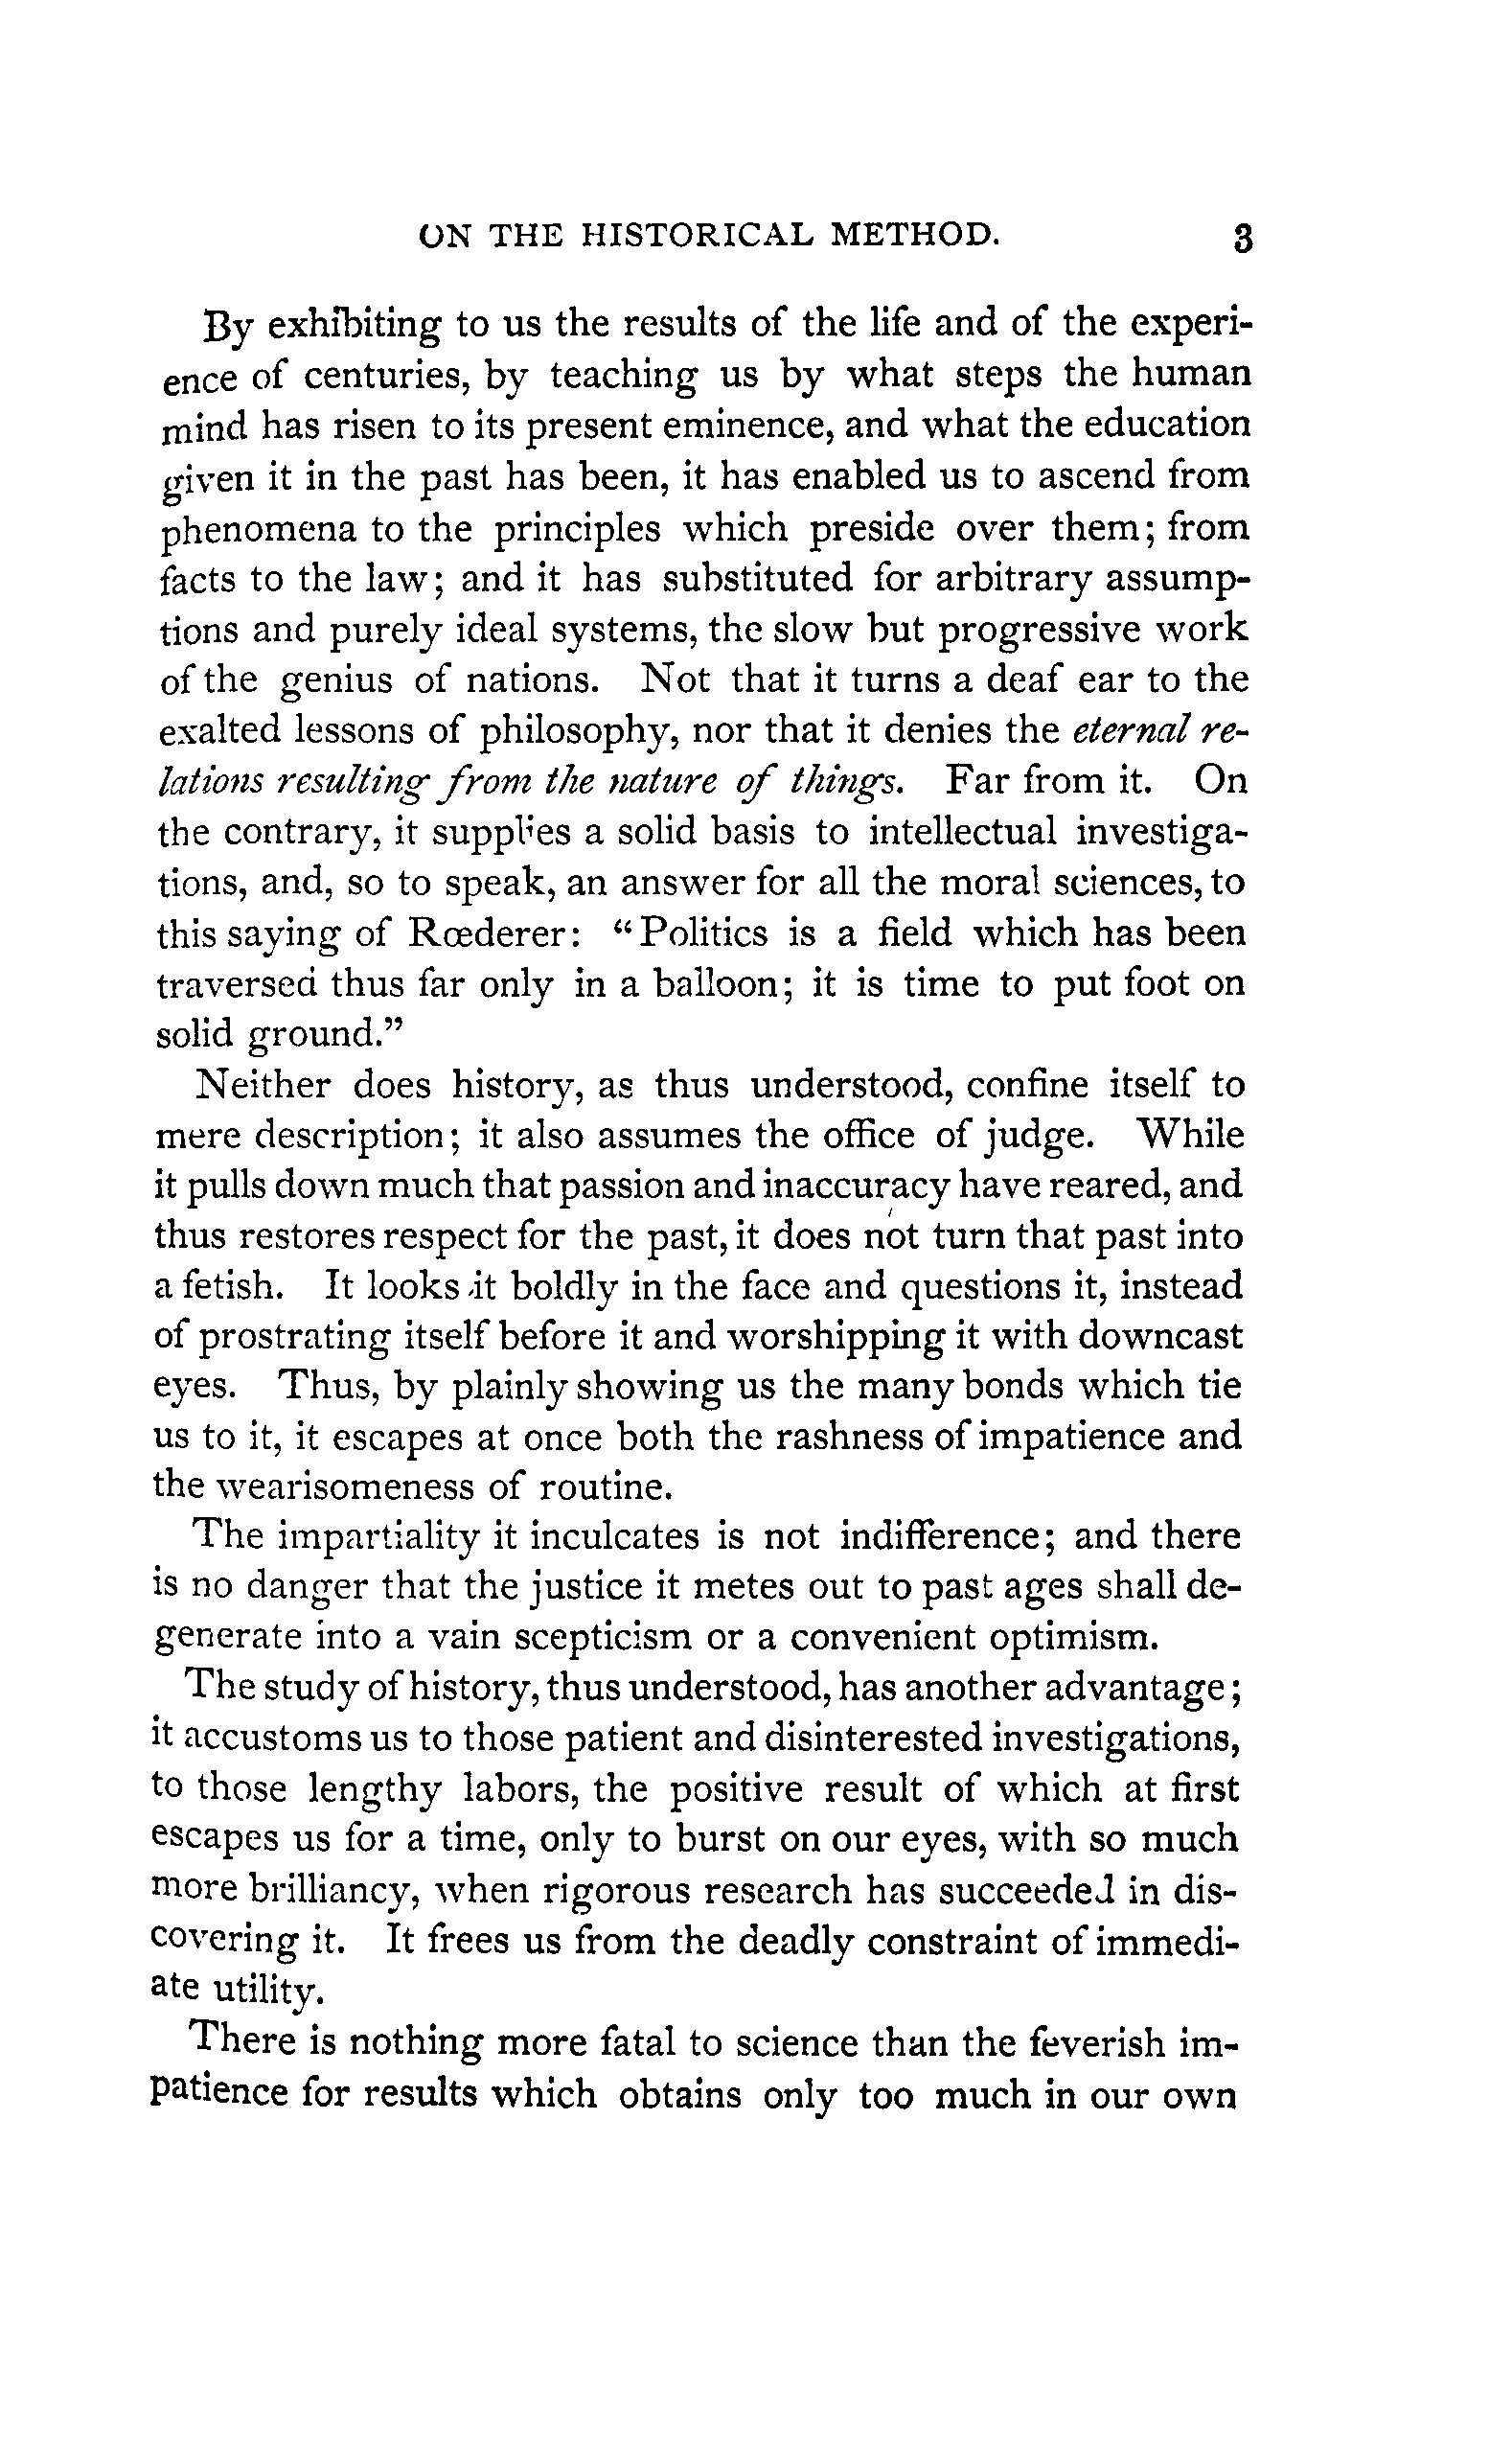 ON THE HISTORICAL METHOD. 3
By exhibiting to us the results of the life and of the experi-
ence of centuries, by teaching us by what steps the human
mind has risen to its present eminence, and what the education
given it in the past has been, it has enabled us to ascend from
phenomena to the principles which preside over them; from
facts to the law; and it has substituted for arbitrary assump-
tions and purely ideal systems, the slow but progressive work
of the genius of nations. Not that it turns a deaf ear to the
exalted lessons of philosophy, nor that it denies the eternal re-
lations resulting from the nature of things. Far from it. On
the contrary, it supplies a solid basis to intellectual investiga-
tions, and, so to speak, an answer for all the moral sciences, to
this saying of Rœderer: “Politics is a field which has been
traversed thus far only in a balloon; it is time to put foot on
solid ground.”
Neither does history, as thus understood, confine itself to
mere description; it also assumes the office of judge. While
it pulls down much that passion and inaccuracy have reared, and
thus restores respect for the past, it does not turn that past into
a fetish. It looks it boldly in the face and questions it, instead
of prostrating itself before it and worshipping it with downcast
eyes. Thus, by plainly showing us the many bonds which tie
us to it, it escapes at once both the rashness of impatience and
the wearisomeness of routine.
The impartiality it inculcates is not indifference; and there
is no danger that the justice it metes out to past ages shall de-
generate into a vain scepticism or a convenient optimism.
The study of history, thus understood, has another advantage;
it accustoms us to those patient and disinterested investigations,
to those lengthy labors, the positive result of which at first
escapes us for a time, only to burst on our eyes, with so much
more brilliancy, when rigorous research has succeeded in dis-
covering it. It frees us from the deadly constraint of immedi-
ate utility.
There is nothing more fatal to science than the feverish im-
patience for results which obtains only too much in our own